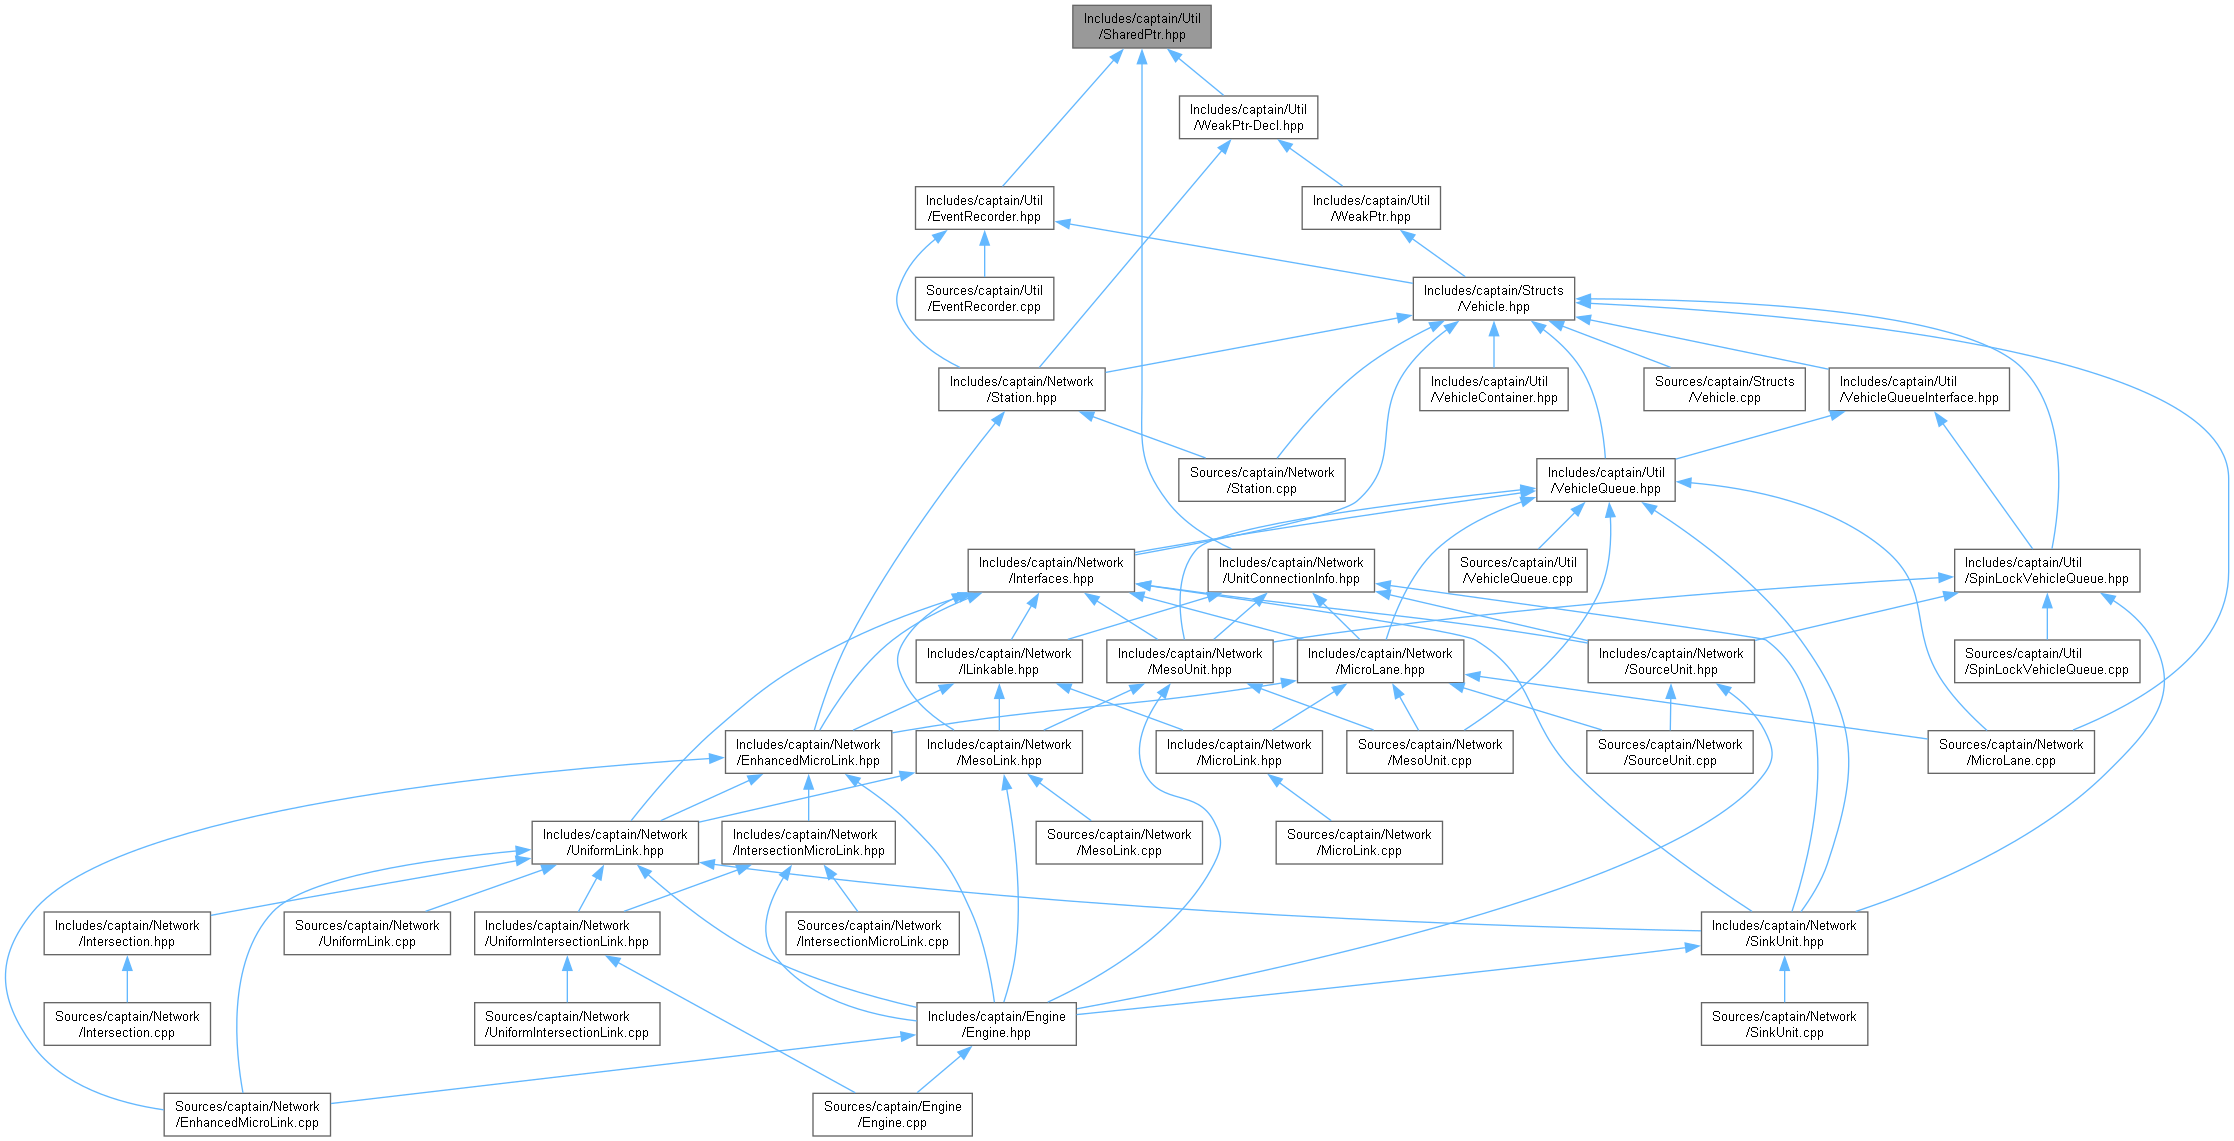 Includes/captain/Util
/SharedPtr.hpp
Includes/captain/Util
/WeakPtr-Decl.hpp
Includes/captain/Util
/EventRecorder.hpp
Includes/captain/Util
/WeakPtr.hpp
Sources/captain/Util
/EventRecorder.cpp
Includes/captain/Structs
/Vehicle.hpp
Includes/captain/Network
/Station.hpp
Includes/captain/Util
/VehicleContainer.hpp
Sources/captain/Structs
/Vehicle.cpp
Includes/captain/Util
/VehicleQueueInterface.hpp
Sources/captain/Network
/Station.cpp
Includes/captain/Util
/VehicleQueue.hpp
Includes/captain/Network
/Interfaces.hpp
Includes/captain/Network
/UnitConnectionInfo.hpp
Sources/captain/Util
/VehicleQueue.cpp
Includes/captain/Util
/SpinLockVehicleQueue.hpp
Includes/captain/Network
/ILinkable.hpp
Includes/captain/Network
/MesoUnit.hpp
Includes/captain/Network
/MicroLane.hpp
Includes/captain/Network
/SourceUnit.hpp
Sources/captain/Util
/SpinLockVehicleQueue.cpp
Includes/captain/Network
/EnhancedMicroLink.hpp
Includes/captain/Network
/MesoLink.hpp
Includes/captain/Network
/MicroLink.hpp
Sources/captain/Network
/MesoUnit.cpp
Sources/captain/Network
/SourceUnit.cpp
Sources/captain/Network
/MicroLane.cpp
Includes/captain/Network
/UniformLink.hpp
Includes/captain/Network
/IntersectionMicroLink.hpp
Sources/captain/Network
/MesoLink.cpp
Sources/captain/Network
/MicroLink.cpp
Includes/captain/Network
/Intersection.hpp
Sources/captain/Network
/UniformLink.cpp
Includes/captain/Network
/UniformIntersectionLink.hpp
Sources/captain/Network
/IntersectionMicroLink.cpp
Includes/captain/Network
/SinkUnit.hpp
Sources/captain/Network
/Intersection.cpp
Sources/captain/Network
/UniformIntersectionLink.cpp
Includes/captain/Engine
/Engine.hpp
Sources/captain/Network
/SinkUnit.cpp
Sources/captain/Network
/EnhancedMicroLink.cpp
Sources/captain/Engine
/Engine.cpp